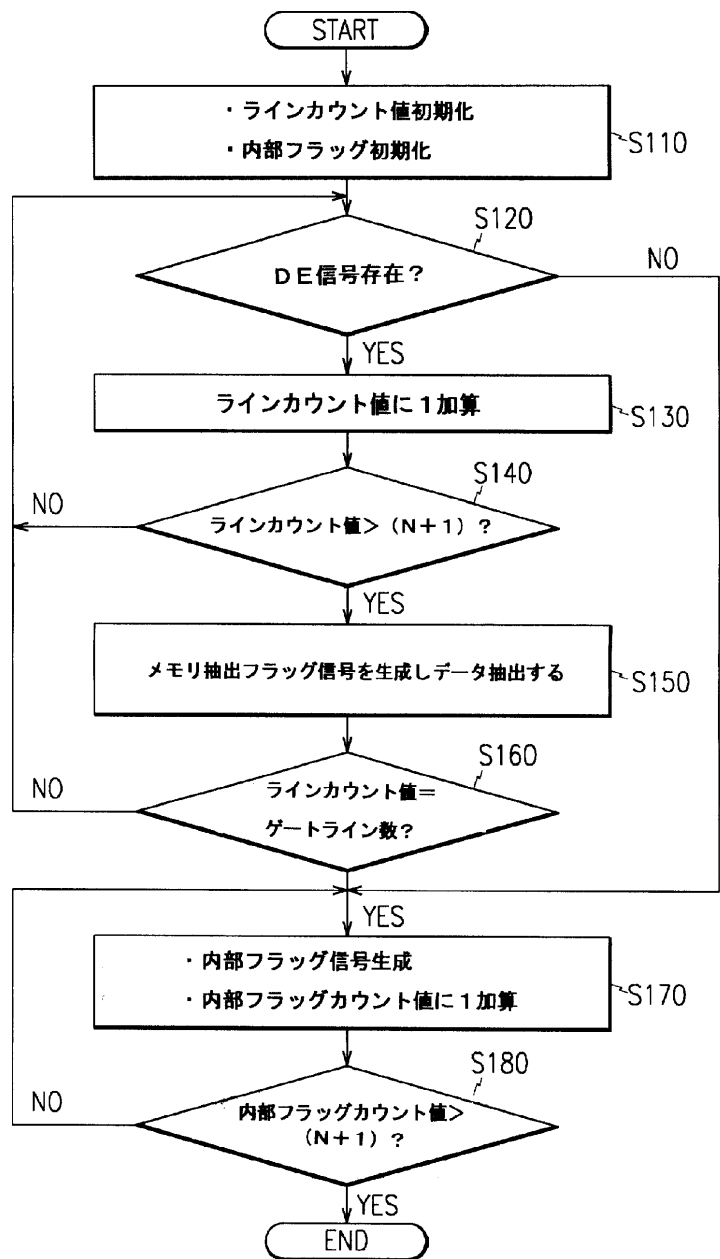 START
・ラインカウント値初期化
・内部フラッグ初期化
S110
S120
DE信号存在？
NO
YES
ラインカウント値に1加算
S130
S140
NO
ラインカウント値＞（N＋1）？
YES
メモリ抽出フラッグ信号を生成しデータ抽出する
S150
S160
NO
ラインカウント値＝
ゲートライン数？
YES
・内部フラッグ信号生成
・内部フラッグカウント値に1加算
S170
S180
NO
内部フラッグカウント値＞
（N＋1）？
YES
END